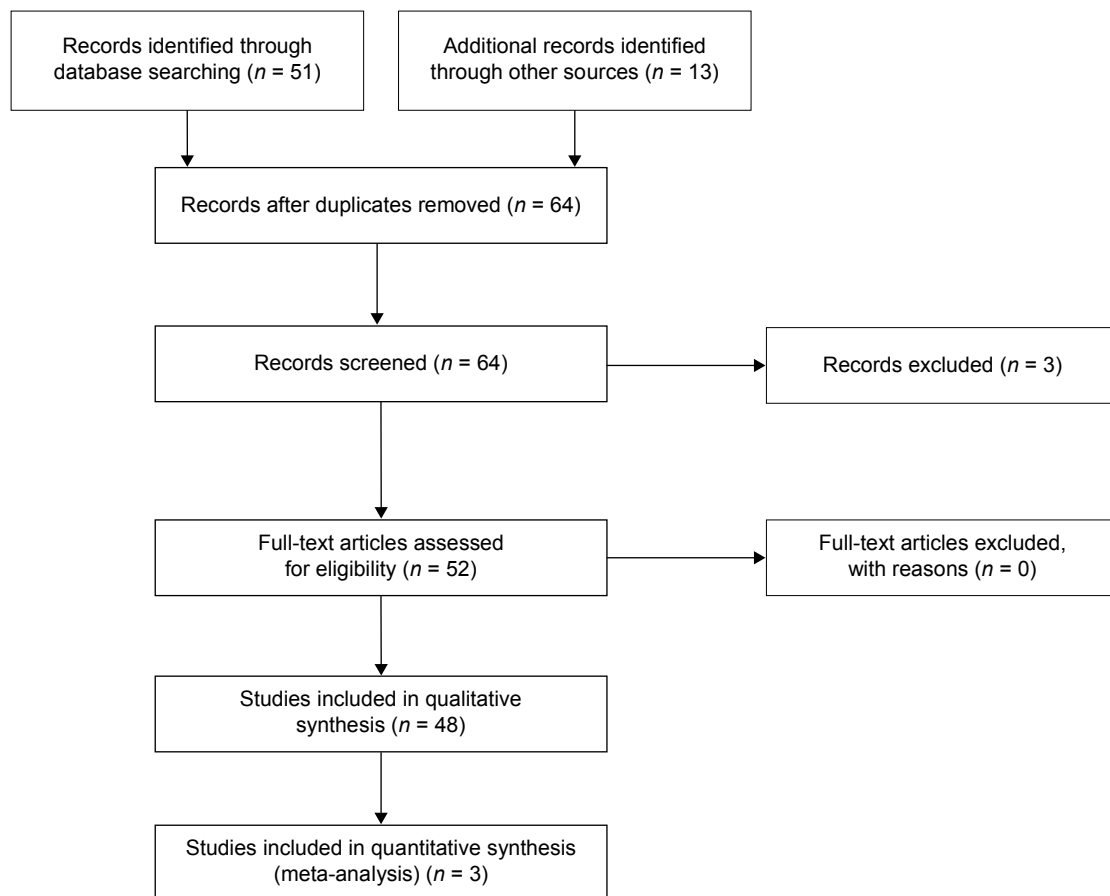 Records identified through
database searching (n = 51)
Additional records identified
through other sources (n = 13)
Records after duplicates removed (n = 64)
Records screened (n = 64)
Records excluded (n = 3)
Full-text articles assessed
for eligibility (n = 52)
Full-text articles excluded,
with reasons (n = 0)
Studies included in qualitative
synthesis (n = 48)
Studies included in quantitative synthesis
(meta-analysis) (n = 3)